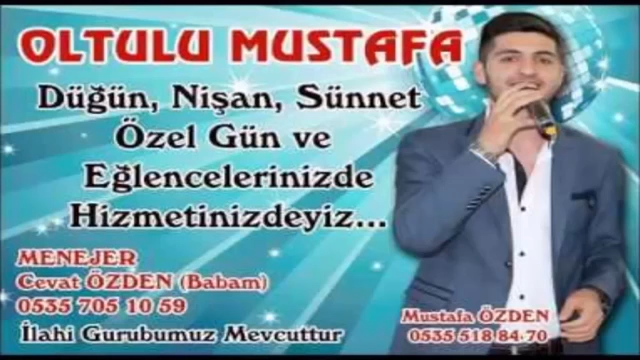 OLTULU MUSTAFA
Düğün, Nişan, Sünnet
Özel Gün ve
Eğlencelerinizde
Hizmetinizdeyiz...
MENEJER
Cevat ÖZDEN (Babam)
0535 705 10 59
İlahi Gurubumuz Mevcuttur
Mustafa ÖZDEN
0535 518 84 70